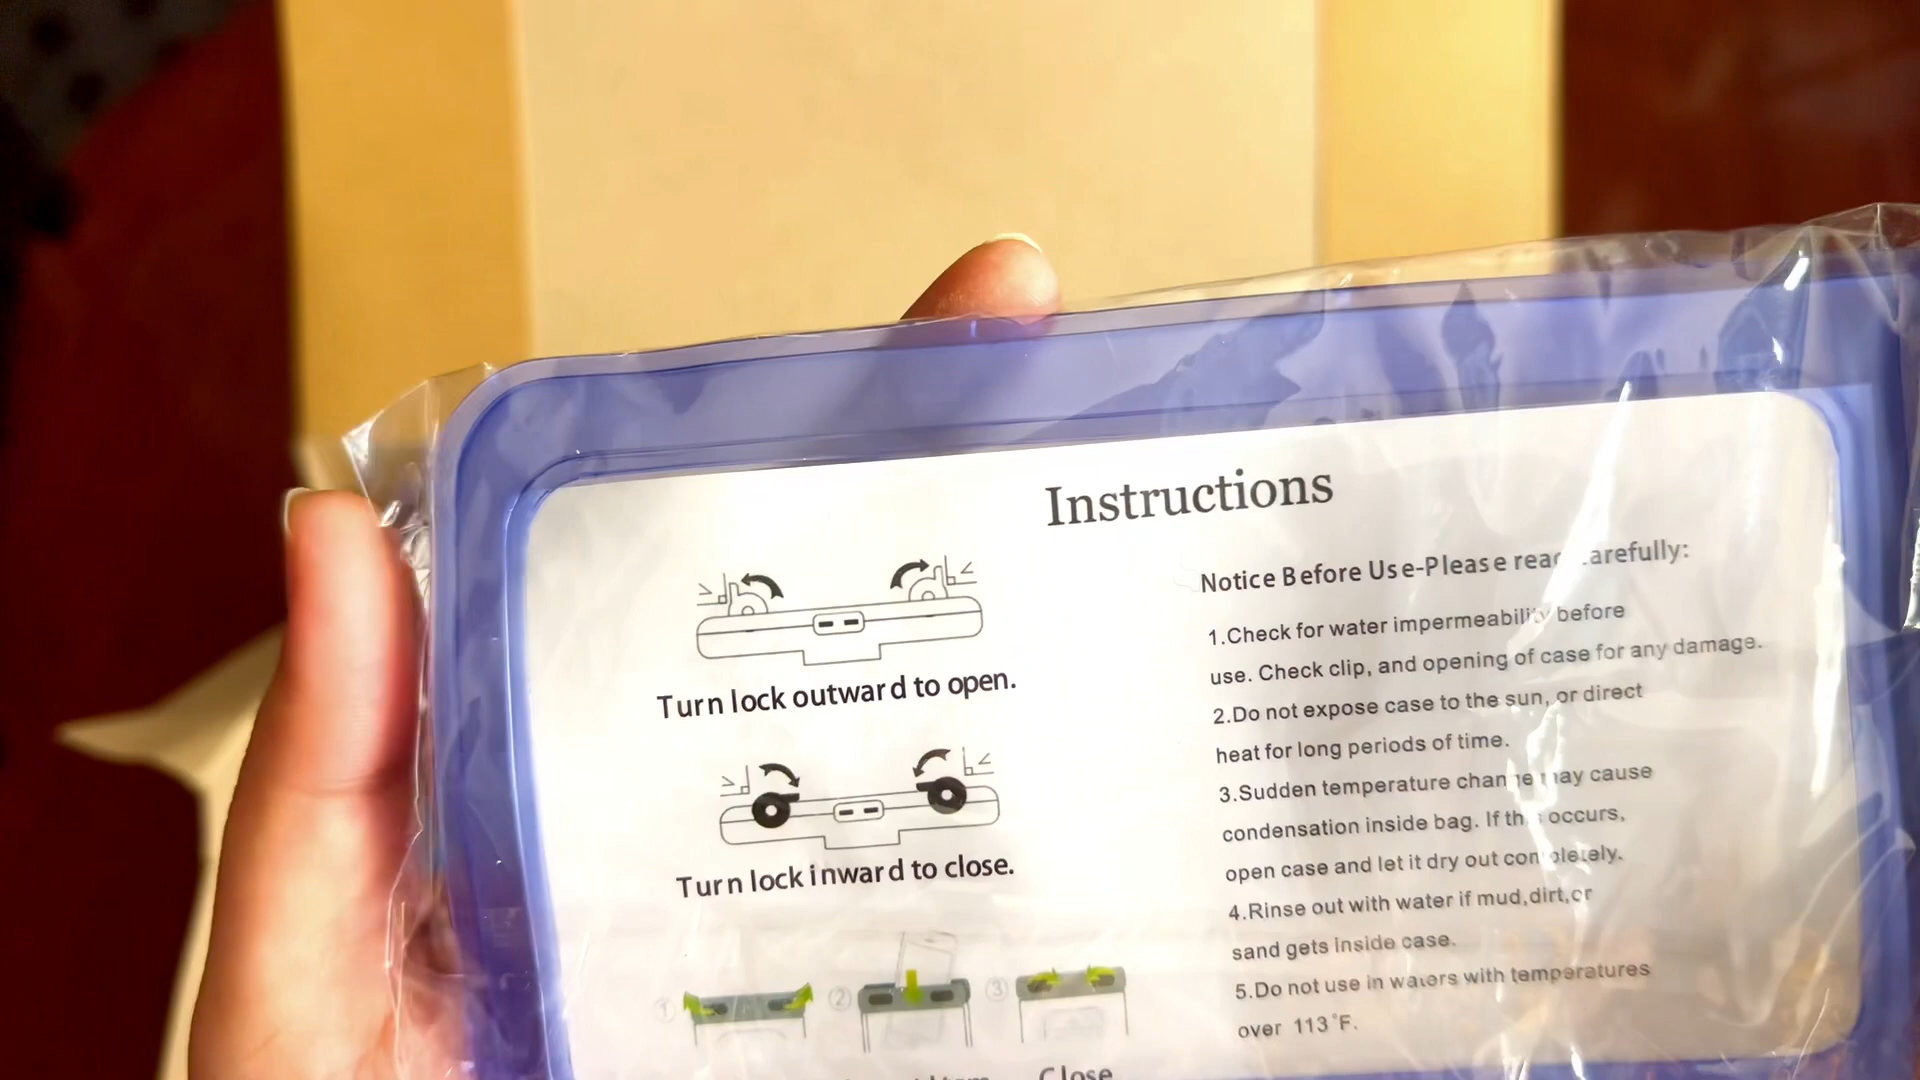 Instructions
Turn lock outward to open.
Turn lock inward to close.
1
2
3
Close
Notice Before Use-Please read carefully:
1.Check for water impermeability before
use. Check clip, and opening of case for any damage.
2.Do not expose case to the sun, or direct
heat for long periods of time.
3.Sudden temperature change may cause
condensation inside bag. If this occurs,
open case and let it dry out completely.
4.Rinse out with water if mud,dirt,or
sand gets inside case.
5.Do not use in waters with temperatures
over 113°F.